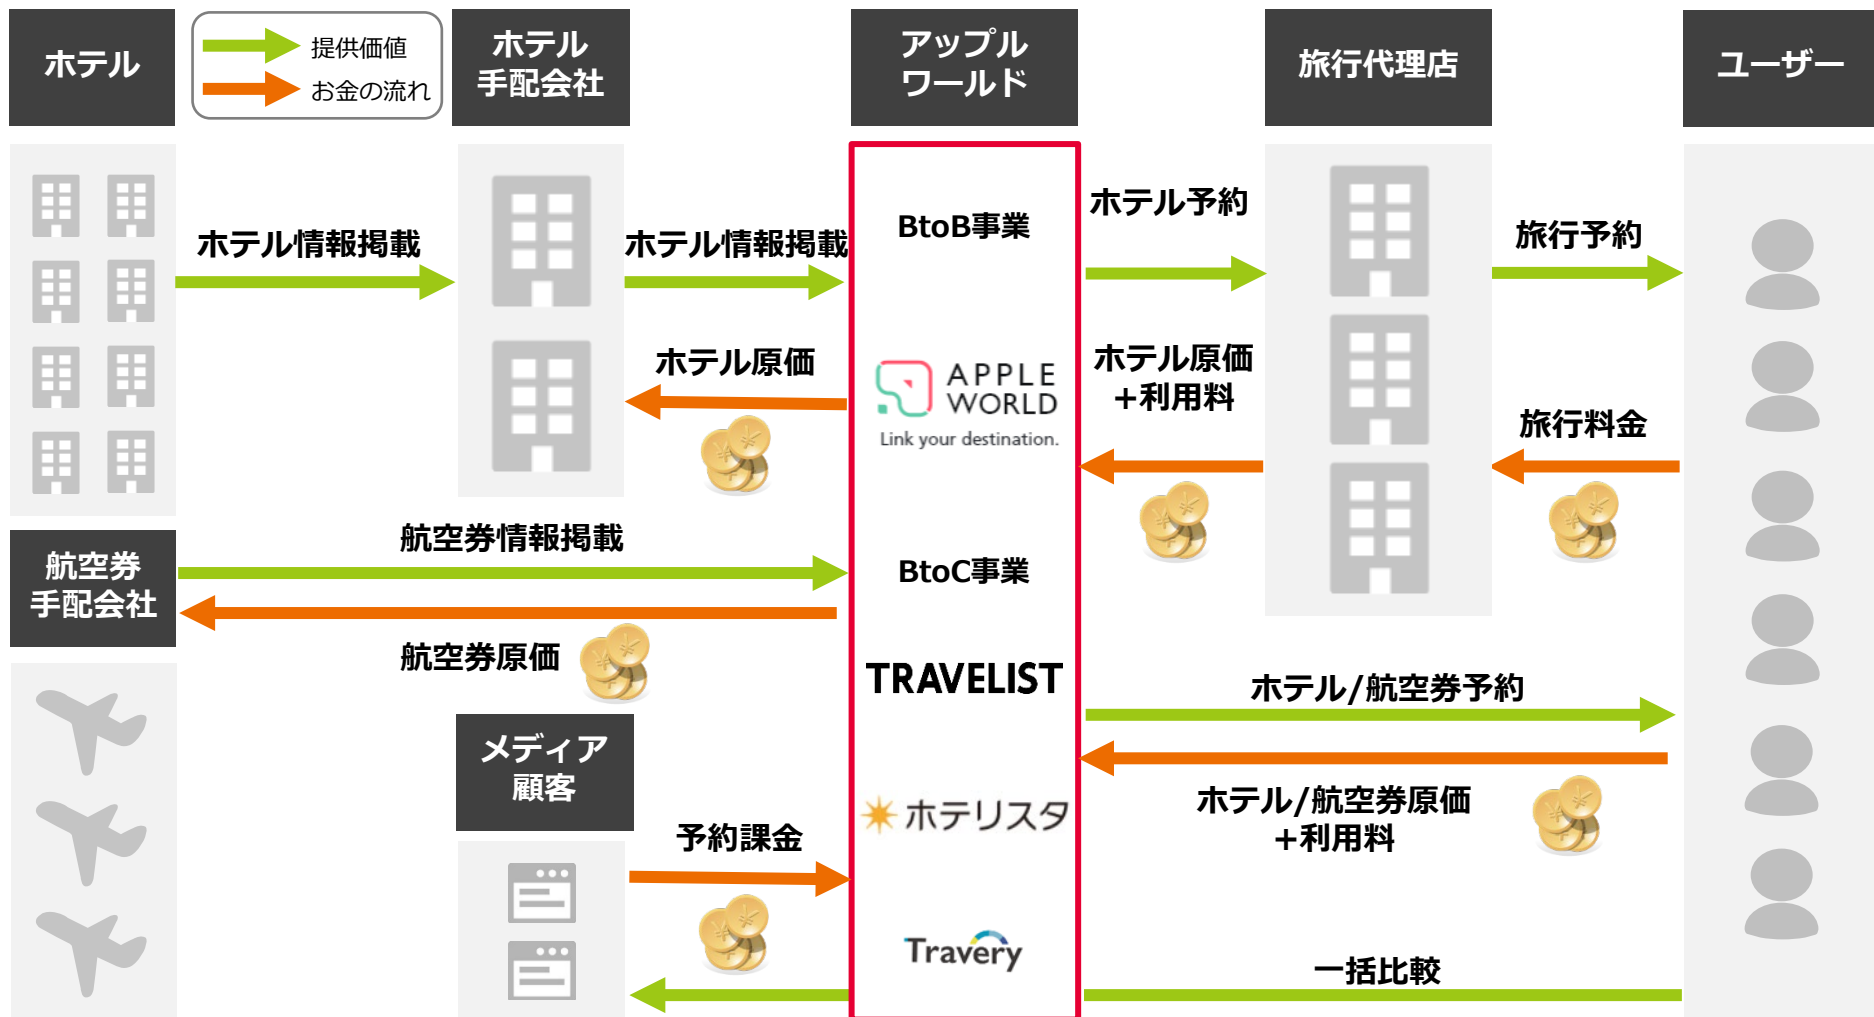 ホテル
提供価値
お金の流れ
ホテル
手配会社
アップル
ワールド
旅行代理店
ユーザー
ホテル情報掲載
ホテル情報掲載
BtoB事業
ホテル予約
旅行予約
ホテル原価
APPLE
WORLD
Link your destination.
ホテル原価
+利用料
旅行料金
航空券
手配会社
航空券情報掲載
航空券原価
BtoC事業
TRAVELIST
ホテル/航空券予約
メディア
顧客
予約課金
ホテリスタ
ホテル/航空券原価
+利用料
Travery
一括比較